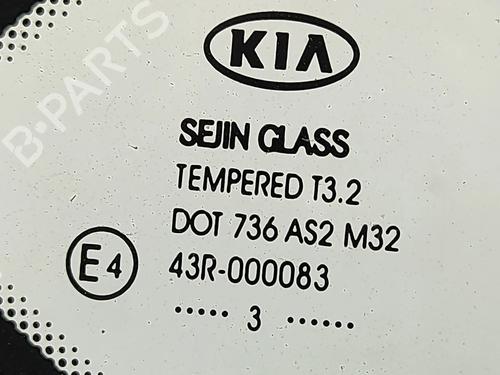 KIA
SEJIN GLASS
TEMPERED T3.2
DOT 736 AS2 M32
E4 43R-000083
..... 3 ......
B-PARTS